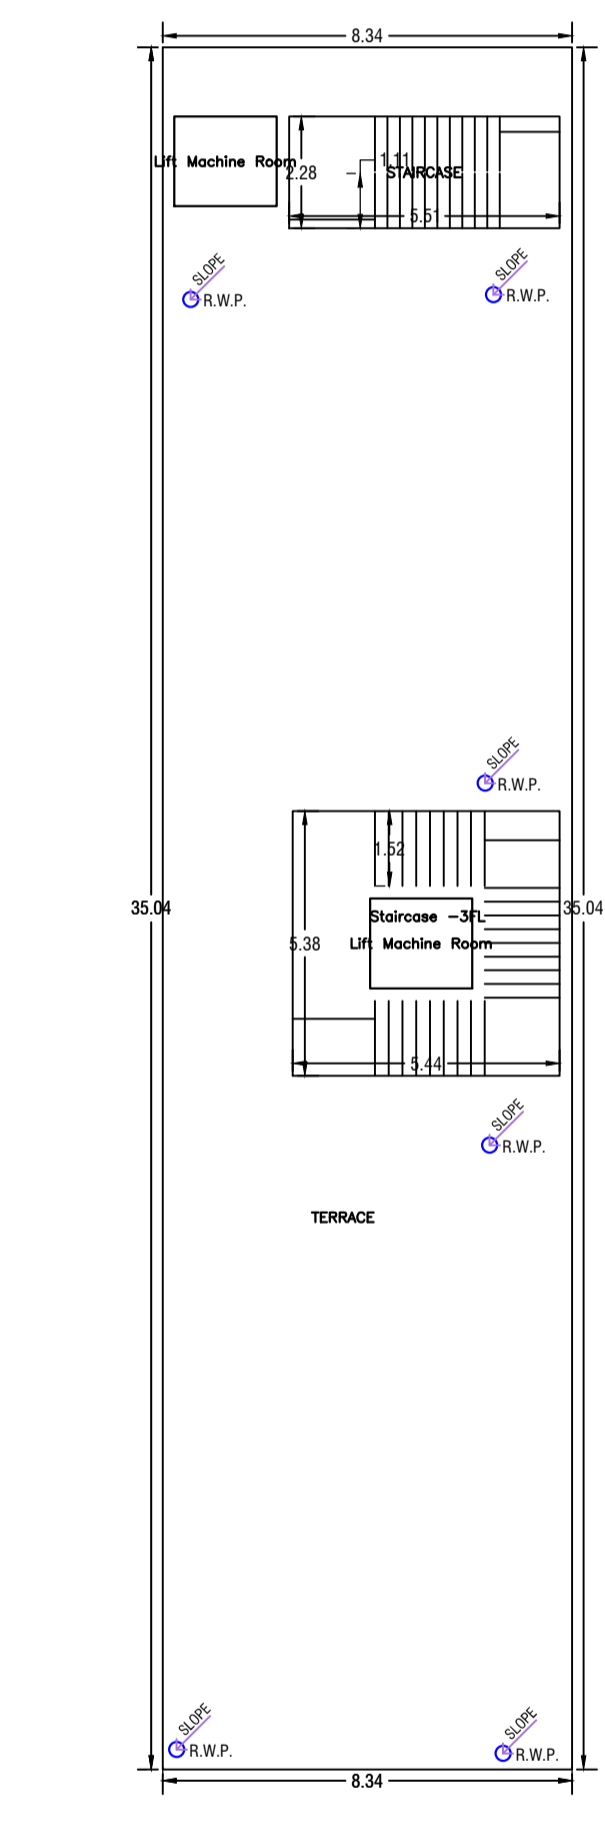 8.34
Lift Machine Room
2.28
1.11
STAIRCASE
5.51
SLOPE
R.W.P.
SLOPE
R.W.P.
SLOPE
R.W.P.
1.52
35.04
35.04
Staircase -3FL
5.38
Lift Machine Room
5.44
SLOPE
R.W.P.
TERRACE
SLOPE
R.W.P.
SLOPE
R.W.P.
8.34